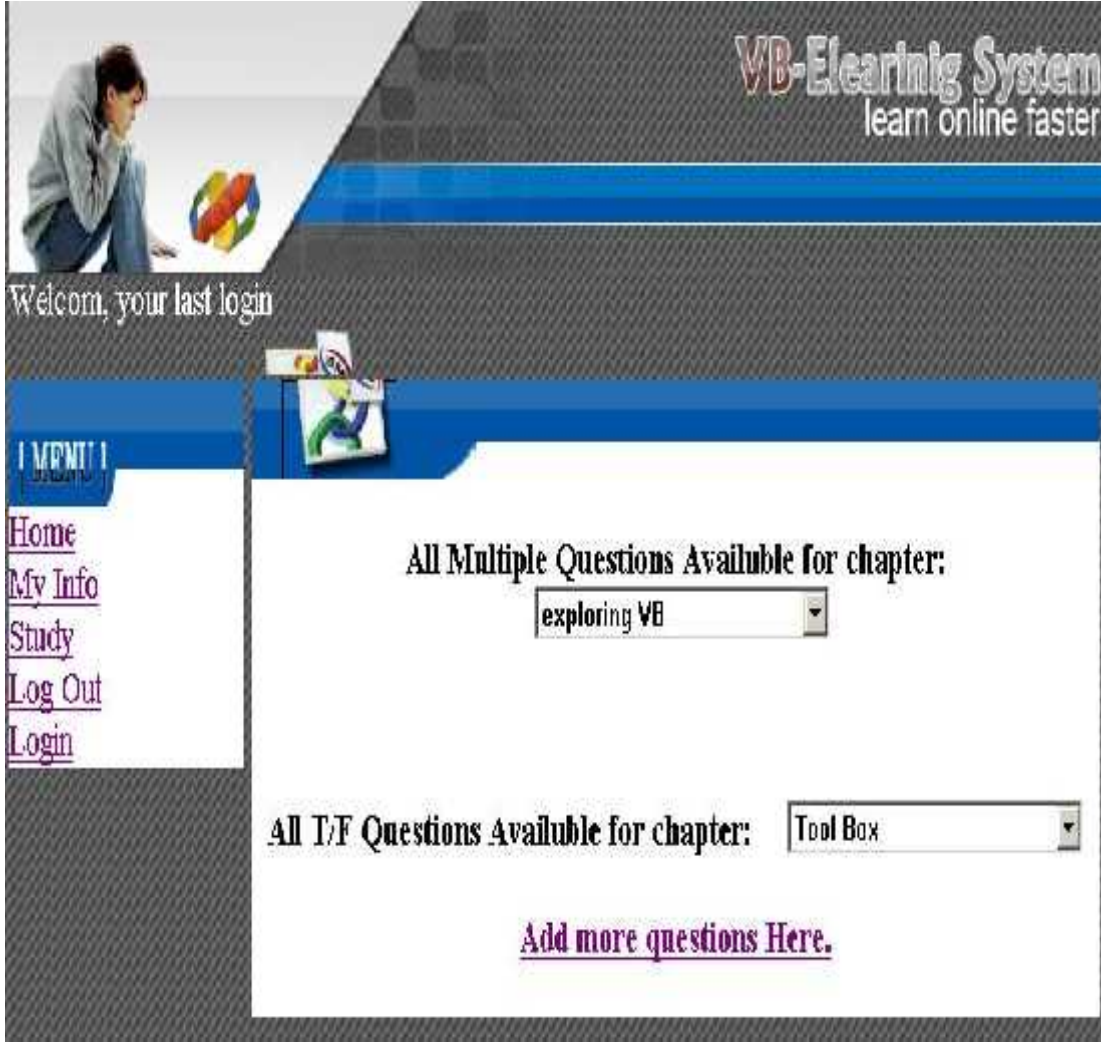 VB-Elearinig System
learn online faster
Welcom, your last login
| MENU |
Home
My Info
Study
Log Out
Login
All Multiple Questions Availuble for chapter:
exploring VB
All T/F Questions Availuble for chapter: Tool Box
Add more questions Here.